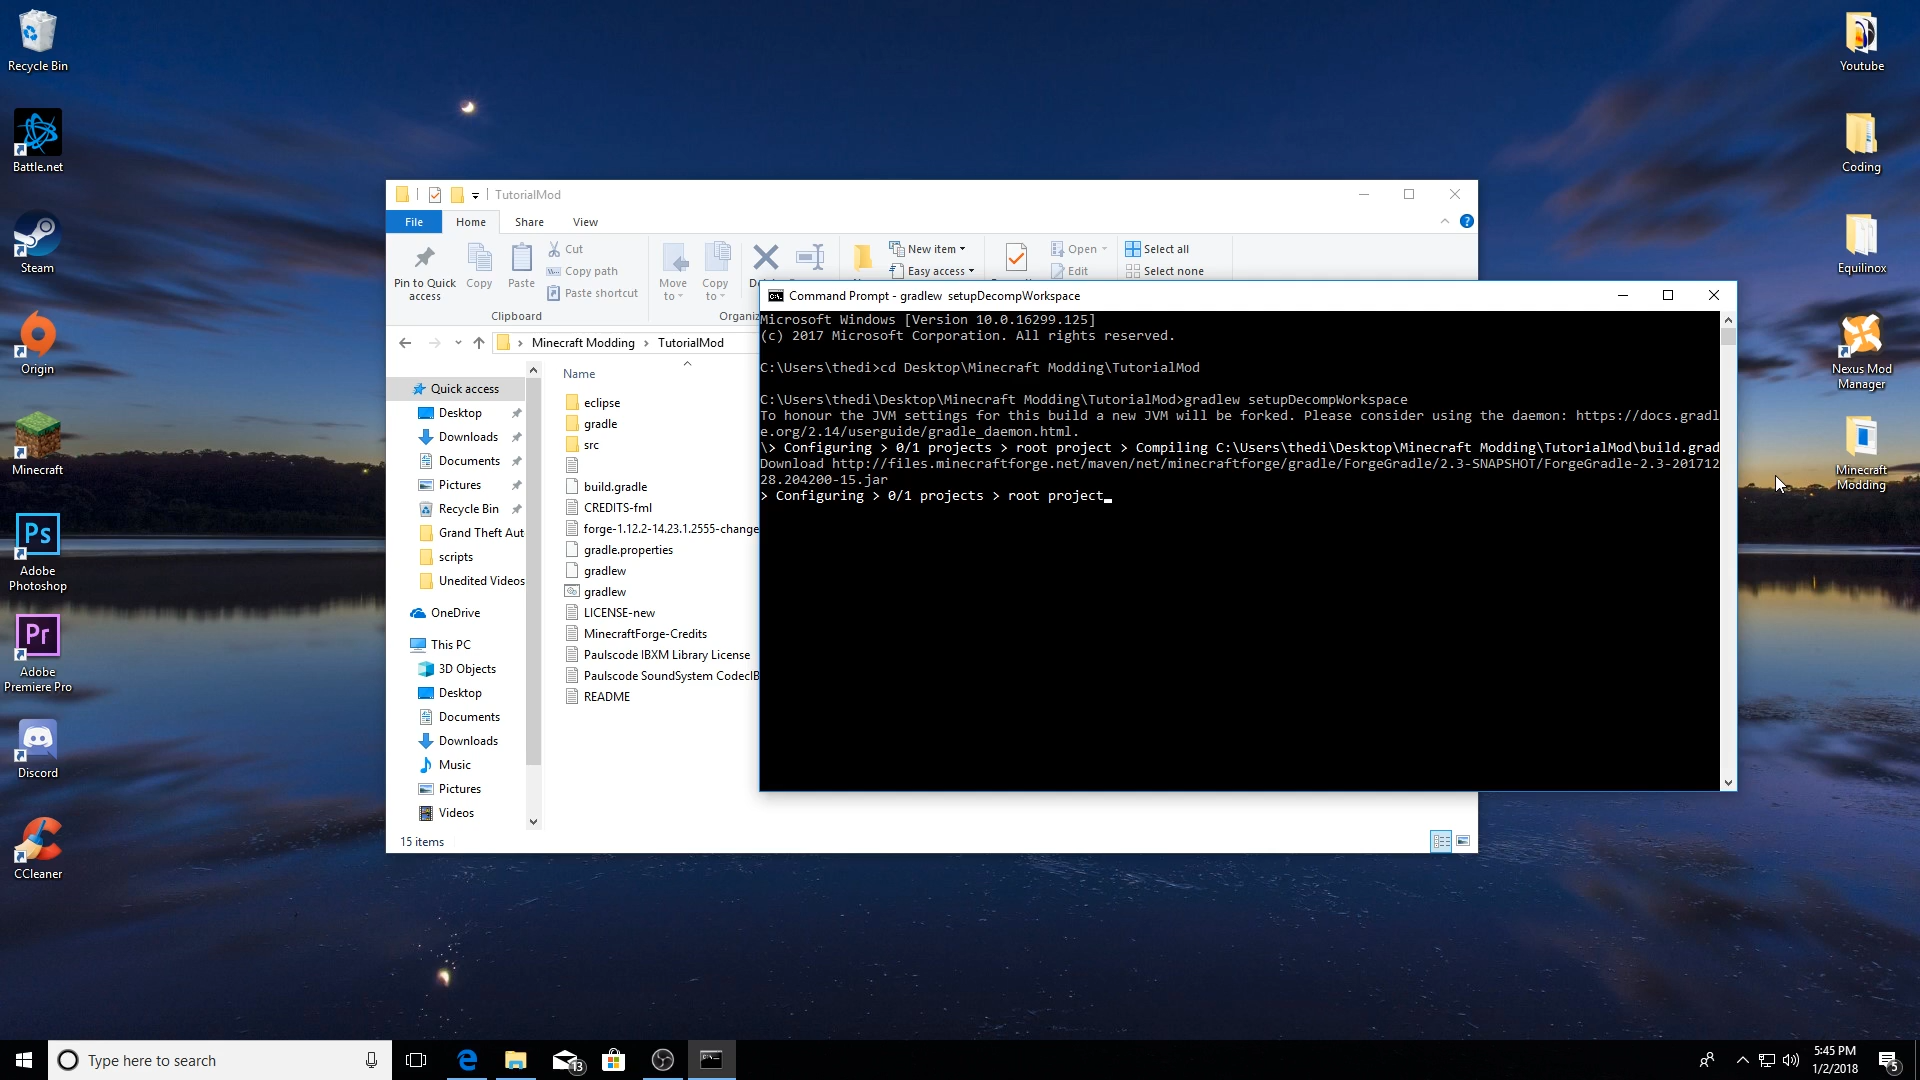 Recycle Bin
Battle.net
Steam
Origin
Minecraft
Ps
Adobe
Photoshop
Pr
Adobe
Premiere Pro
Discord
CCleaner
TutorialMod
File Home Share View
Pin to Quick
access
Copy
Paste
Cut
Copy path
Paste shortcut
Clipboard
Move
to
Copy
to
New item
Easy access
Open
Edit
Select all
Select none
Minecraft Modding > TutorialMod
Quick access
Desktop
Downloads
Documents
Pictures
Recycle Bin
Grand Theft Aut
scripts
Unedited Videos
OneDrive
This PC
3D Objects
Desktop
Documents
Downloads
Music
Pictures
Videos
Name
eclipse
gradle
src
build.gradle
CREDITS-fml
forge-1.12.2-14.23.1.2555-change
gradle.properties
gradlew
gradlew
LICENSE-new
MinecraftForge-Credits
Paulscode IBXM Library License
Paulscode SoundSystem CodecIB
README
15 items
Command Prompt - gradlew  setupDecompWorkspace
Microsoft Windows [Version 10.0.16299.125]
(c) 2017 Microsoft Corporation. All rights reserved.
C:\Users\thedi>cd Desktop\Minecraft Modding\TutorialMod
C:\Users\thedi\Desktop\Minecraft Modding\TutorialMod>gradlew setupDecompWorkspace
To honour the JVM settings for this build a new JVM will be forked. Please consider using the daemon: https://docs.gradl
e.org/2.14/userguide/gradle_daemon.html.
\> Configuring > 0/1 projects > root project > Compiling C:\Users\thedi\Desktop\Minecraft Modding\TutorialMod\build.grad
Download http://files.minecraftforge.net/maven/net/minecraftforge/gradle/ForgeGradle/2.3-SNAPSHOT/ForgeGradle-2.3-201712
28.204200-15.jar
> Configuring > 0/1 projects > root project
Youtube
Coding
Equilinox
Nexus Mod
Manager
Minecraft
Modding
Type here to search
13
5:45 PM
1/2/2018
5